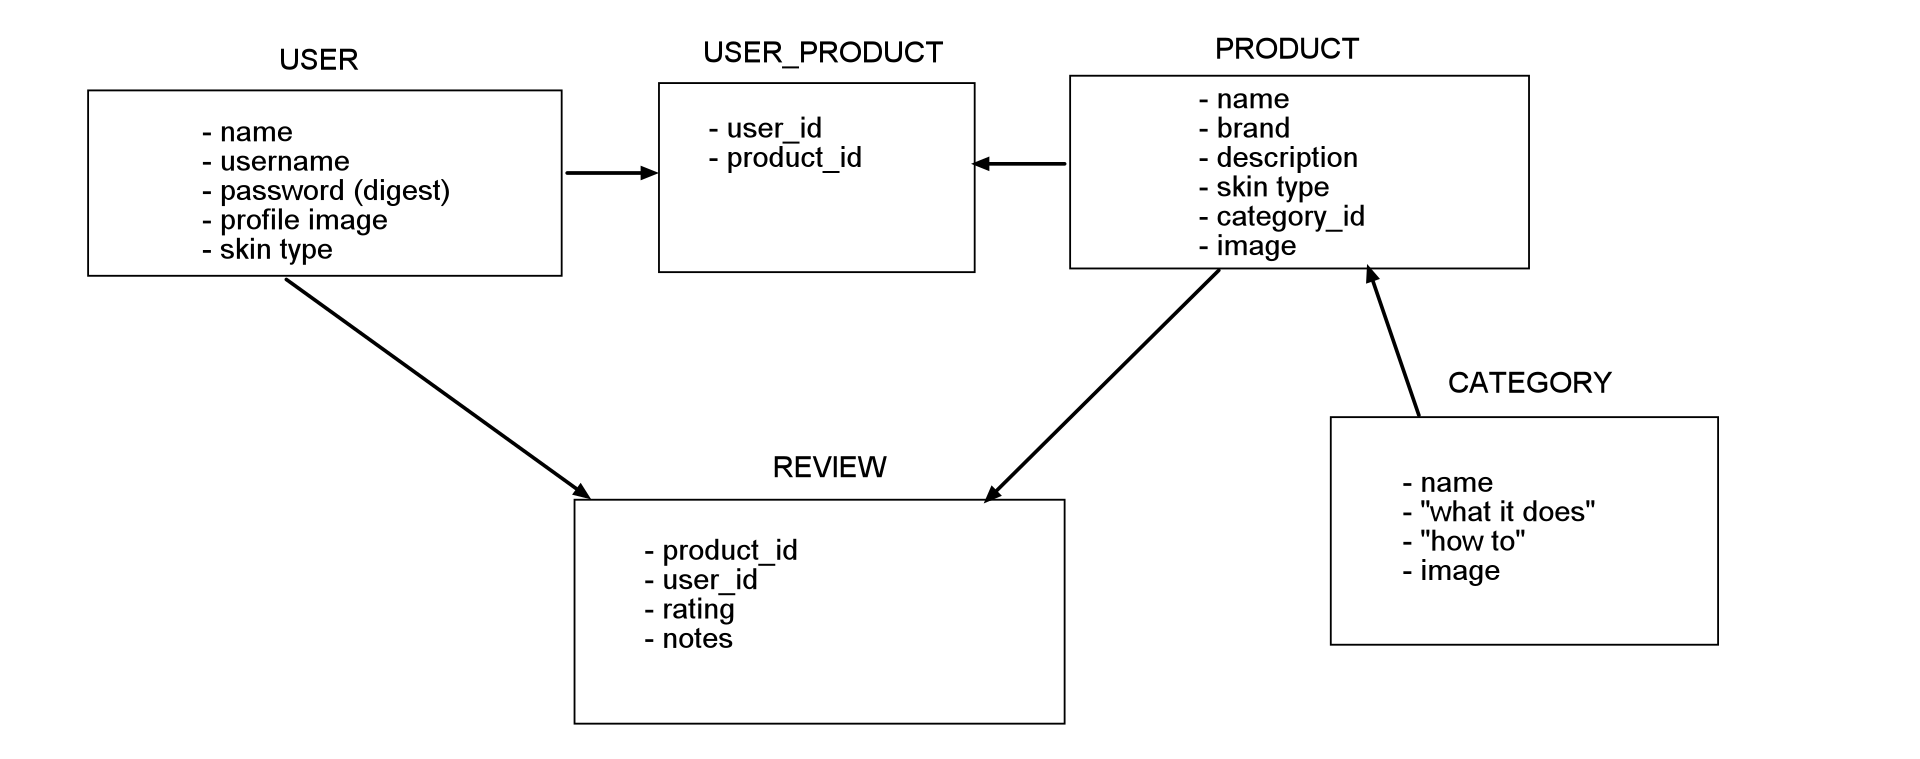 USER
- name
- username
- password (digest)
- profile image
- skin type
USER_PRODUCT
- user_id
- product_id
PRODUCT
- name
- brand
- description
- skin type
- category_id
- image
REVIEW
- product_id
- user_id
- rating
- notes
CATEGORY
- name
- "what it does"
- "how to"
- image